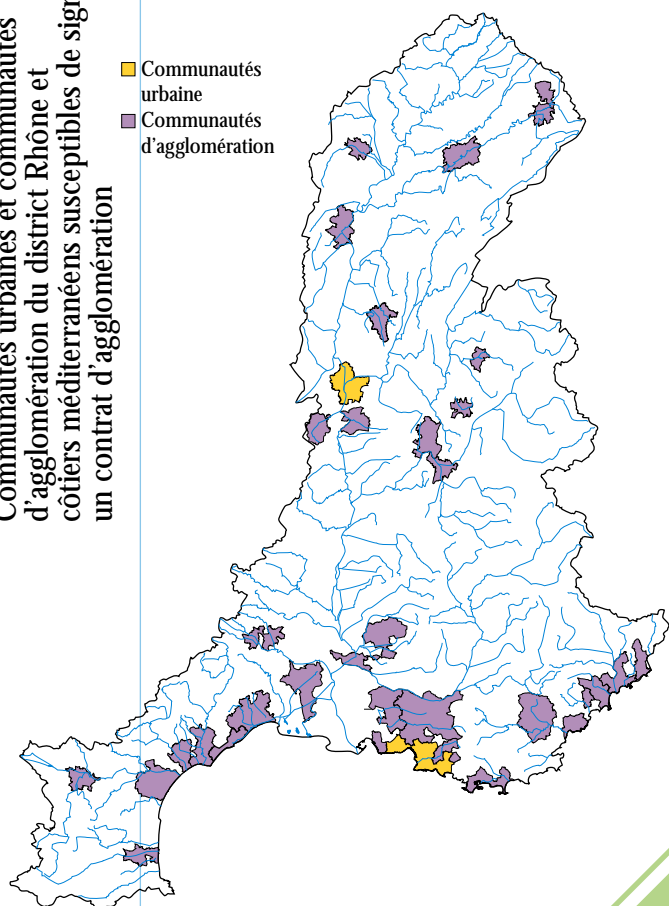 Communautés urbaines et communautés
d'agglomération du district Rhône et
côtiers méditerranéens susceptibles de
un contrat d'agglomération
Communautés
urbaine
Communautés
d'agglomération